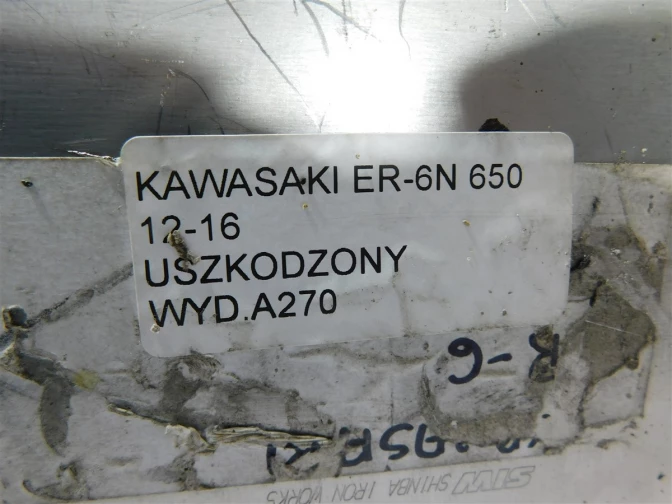 KAWASAKI ER-6N 650
12-16
USZKODZONY
WYD.A270
SHINBA IRON WORKS